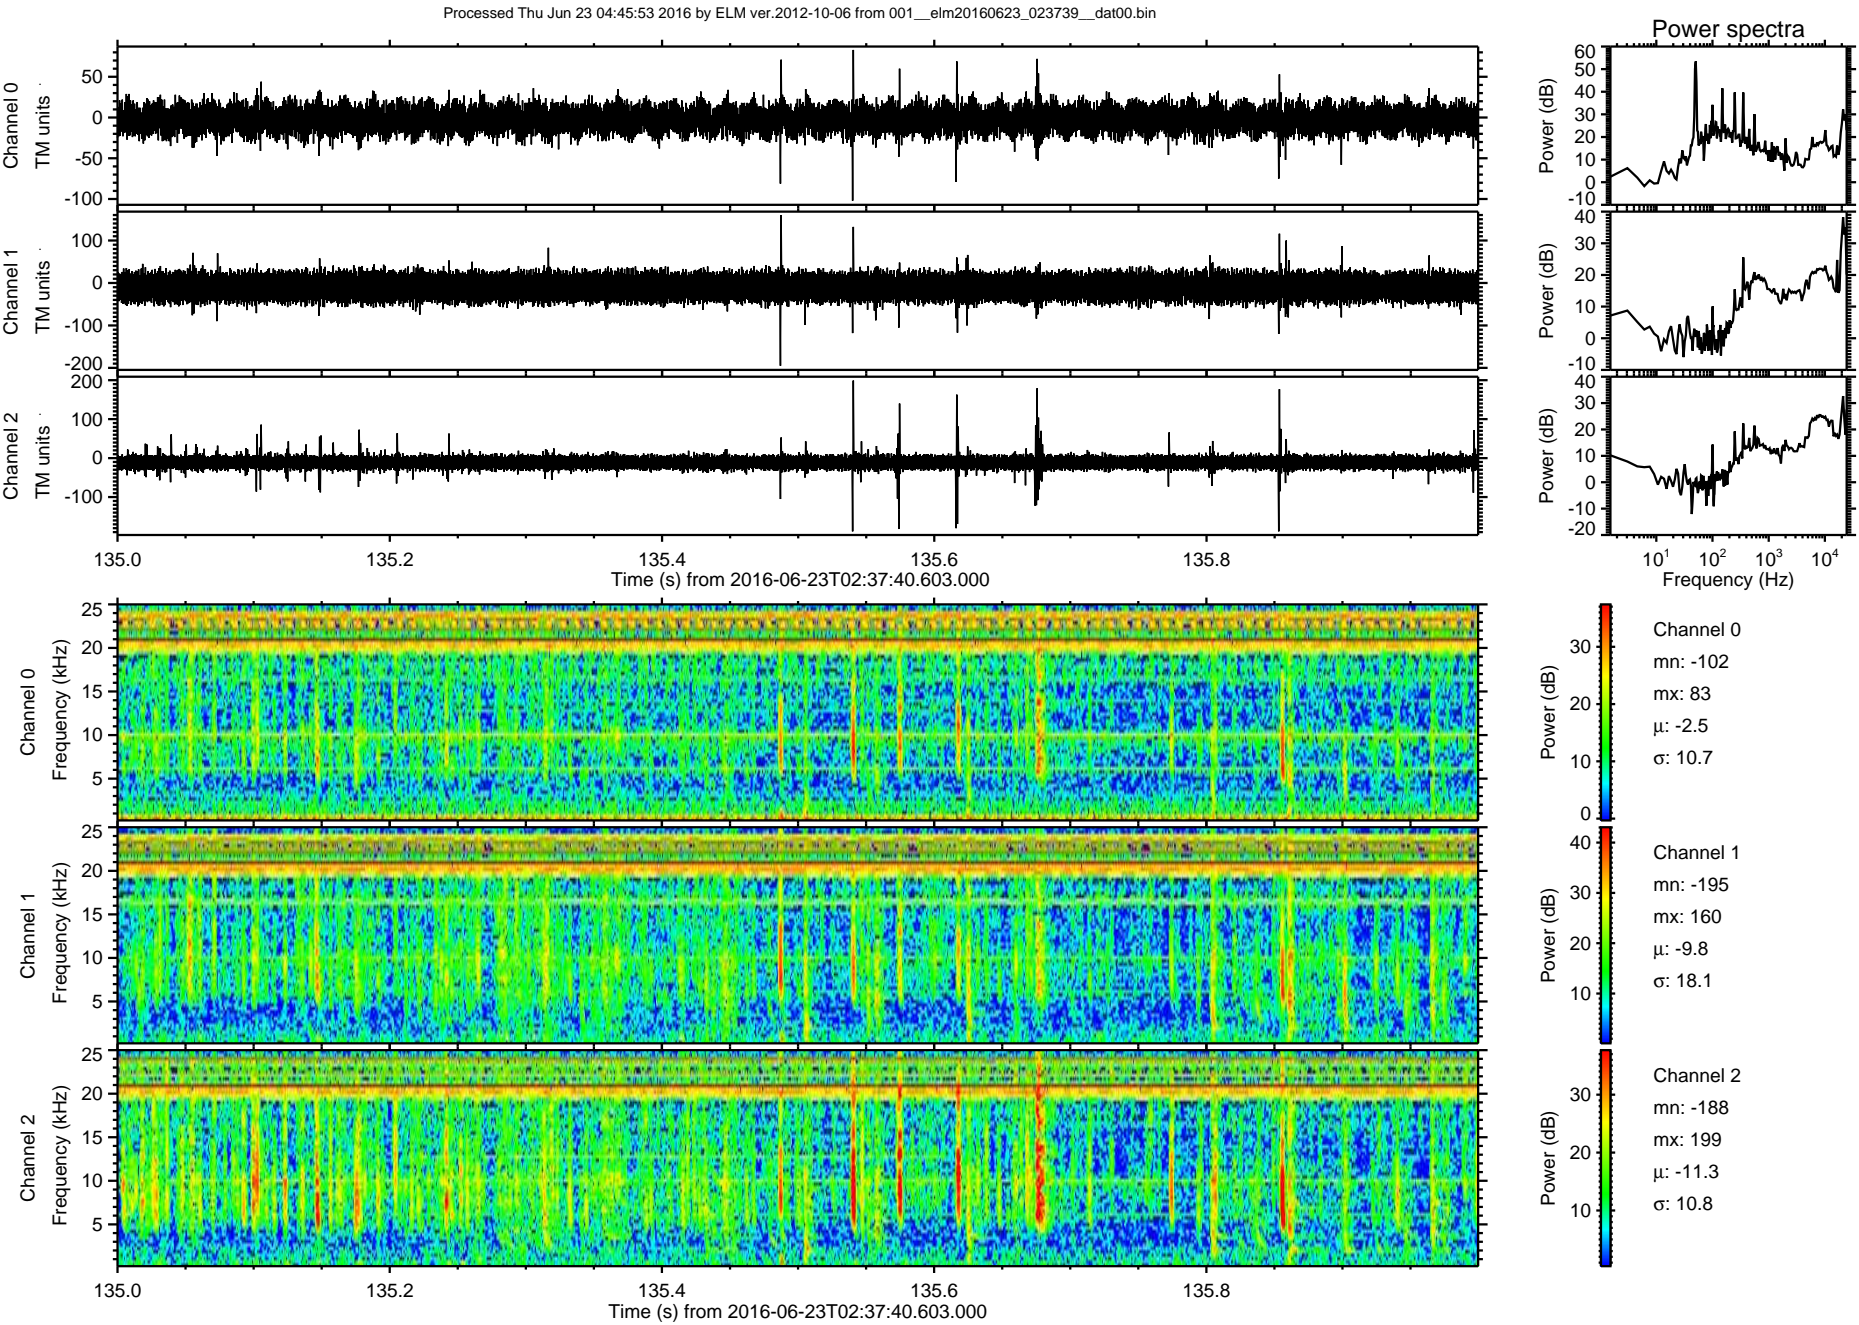 Processed Thu Jun 23 04:45:53 2016 by ELM ver.2012-10-06 from 001__elm20160623_023739__dat00.bin
Power spectra
Channel 0
TM units
50
0
-50
-100
Power (dB)
60
50
40
30
20
10
0
-10
Channel 1
TM units
100
0
-100
-200
Power (dB)
40
30
20
10
0
-10
Channel 2
TM units
200
100
0
-100
Power (dB)
40
30
20
10
0
-10
-20
135.0 135.2 135.4 135.6 135.8
Time (s) from 2016-06-23T02:37:40.603.000
10¹ 10² 10³ 10⁴
Frequency (Hz)
Channel 0
Frequency (kHz)
25
20
15
10
5
Power (dB)
30
20
10
0
Channel 0
mn: -102
mx: 83
μ: -2.5
σ: 10.7
Channel 1
Frequency (kHz)
25
20
15
10
5
Power (dB)
40
30
20
10
Channel 1
mn: -195
mx: 160
μ: -9.8
σ: 18.1
Channel 2
Frequency (kHz)
25
20
15
10
5
Power (dB)
30
20
10
Channel 2
mn: -188
mx: 199
μ: -11.3
σ: 10.8
135.0 135.2 135.4 135.6 135.8
Time (s) from 2016-06-23T02:37:40.603.000